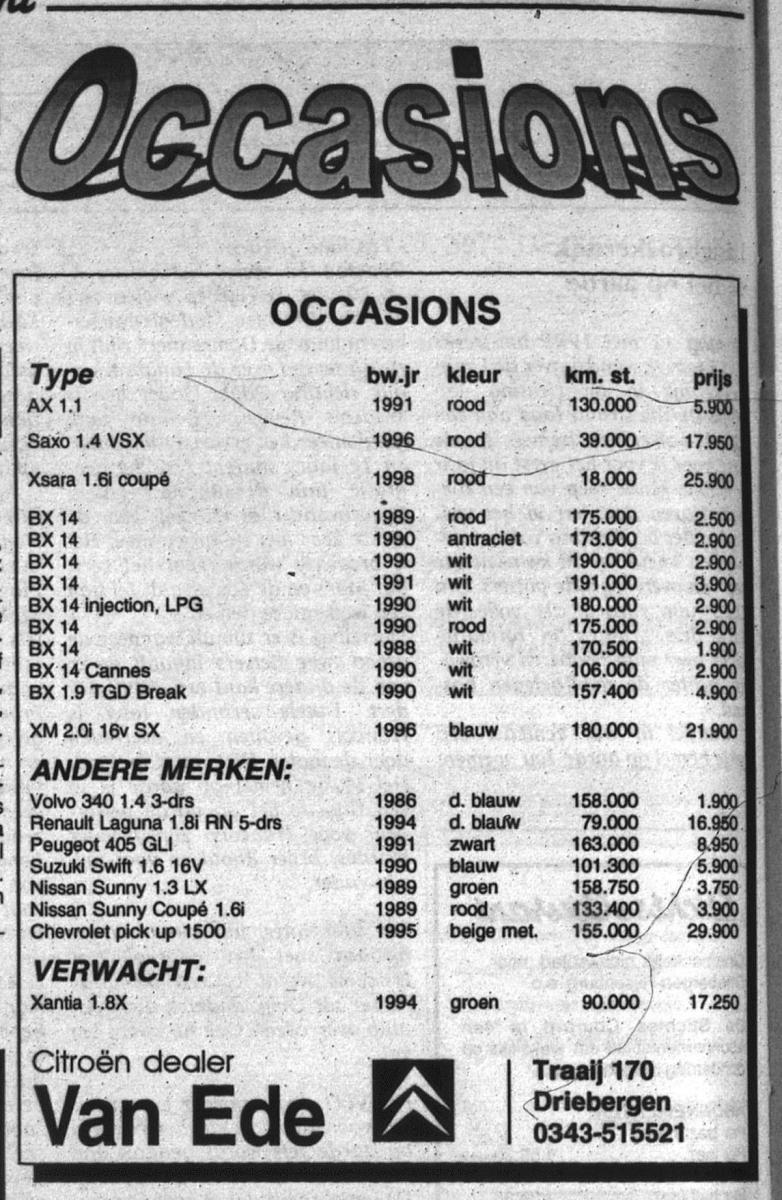 Occasions
OCCASIONS
Type bw.jr kleur km. st. prijs
AX 1.1 1991 rood 130.000 5.900
Saxo 1.4 VSX 1996 rood 39.000 17.950
Xsara 1.6i coupé 1998 rood 18.000 25.900
BX 14 1989 rood 175.000 2.500
BX 14 1990 antraciet 173.000 2.900
BX 14 1990 wit 190.000 2.900
BX 14 1991 wit 191.000 3.900
BX 14 injection, LPG 1990 wit 180.000 2.900
BX 14 1990 rood 175.000 2.900
BX 14 1988 wit 170.500 1.900
BX 14 Cannes 1990 wit 106.000 2.900
BX 1.9 TGD Break 1990 wit 157.400 4.900
XM 2.0i 16v SX 1996 blauw 180.000 21.900
ANDERE MERKEN:
Volvo 340 1.4 3-drs 1986 d. blauw 158.000 1.900
Renault Laguna 1.8i RN 5-drs 1994 d. blauw 79.000 16.950
Peugeot 405 GLI 1991 zwart 163.000 8.950
Suzuki Swift 1.6 16V 1990 blauw 101.300 5.900
Nissan Sunny 1.3 LX 1989 groen 158.750 3.750
Nissan Sunny Coupé 1.6i 1989 rood 133.400 3.900
Chevrolet pick up 1500 1995 beige met. 155.000 29.900
VERWACHT:
Xantia 1.8X 1994 groen 90.000 17.250
Citroën dealer
Van Ede
Traaij 170
Driebergen
0343-515521